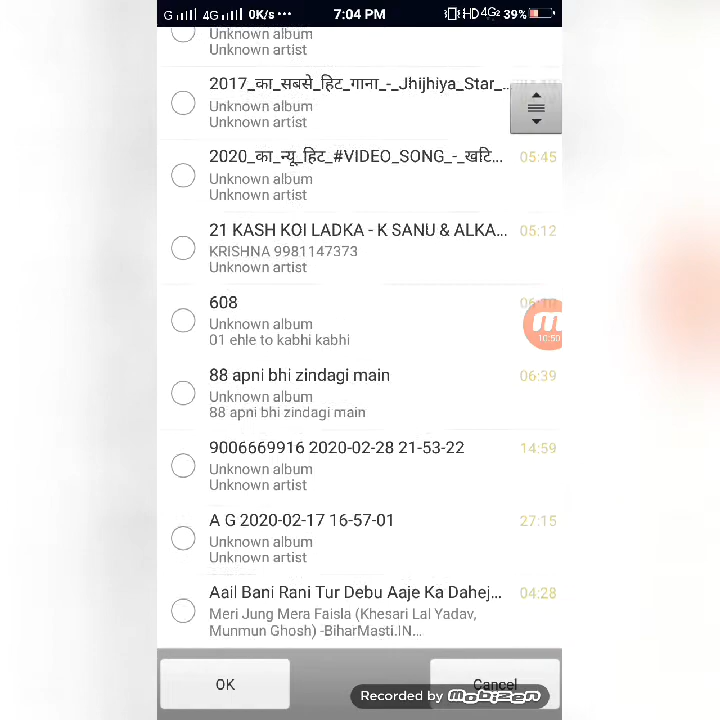 G 4G 0K/s ••• 7:04 PM HD 4G2 39%
Unknown album
Unknown artist
2017_का_सबसे_हिट_गाना_-_Jhijhiya_Star_...
Unknown album
Unknown artist
2020_का_न्यू_हिट_#VIDEO_SONG_-_खटि... 05:45
Unknown album
Unknown artist
21 KASH KOI LADKA - K SANU & ALKA... 05:12
KRISHNA 9981147373
Unknown artist
608 06:10
Unknown album
01 ehle to kabhi kabhi
10:50
88 apni bhi zindagi main 06:39
Unknown album
88 apni bhi zindagi main
9006669916 2020-02-28 21-53-22 14:59
Unknown album
Unknown artist
A G 2020-02-17 16-57-01 27:15
Unknown album
Unknown artist
Aail Bani Rani Tur Debu Aaje Ka Dahej... 04:28
Meri Jung Mera Faisla (Khesari Lal Yadav,
Munmun Ghosh) -BiharMasti.IN...
OK Cancel
Recorded by mobizen